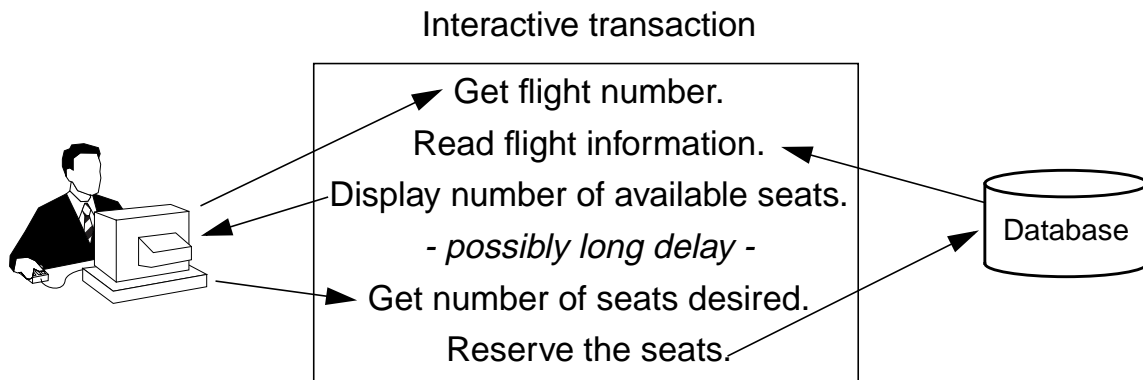 Interactive transaction
Get flight number.
Read flight information.
Display number of available seats.
- possibly long delay -
Get number of seats desired.
Reserve the seats.
Database